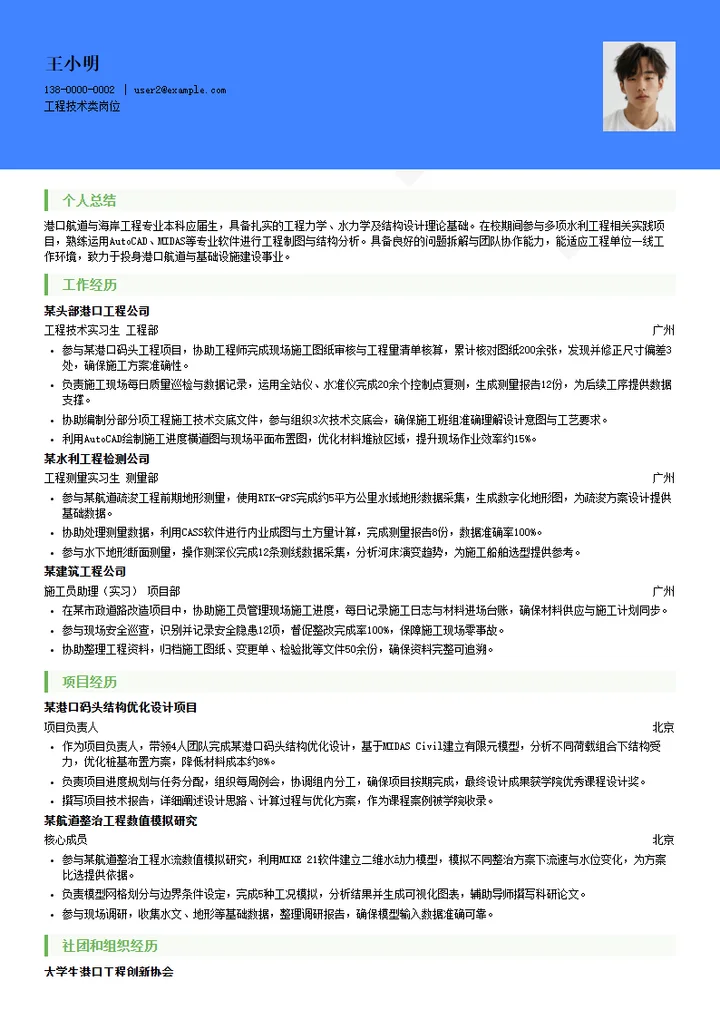 王小明
138-0000-0002 | user2@example.com
工程技术类岗位
个人总结
港口航道与海岸工程专业本科应届生，具备扎实的工程力学、水力学及结构设计理论基础。在校期间参与多项水利工程相关实践项
目，熟练运用AutoCAD、MIDAS等专业软件进行工程制图与结构分析。具备良好的问题拆解与团队协作能力，能适应工程单位一线工
作环境，致力于投身港口航道与基础设施建设事业。
工作经历
某头部港口工程公司
工程技术实习生 工程部 广州
• 参与某港口码头工程项目，协助工程师完成现场施工图纸审核与工程量清单核算，累计核对图纸200余张，发现并修正尺寸偏差3
处，确保施工方案准确性。
• 负责施工现场每日质量巡检与数据记录，运用全站仪、水准仪完成20余个控制点复测，生成测量报告12份，为后续工序提供数据
支撑。
• 协助编制分部分项工程施工技术交底文件，参与组织3次技术交底会，确保施工班组准确理解设计意图与工艺要求。
• 利用AutoCAD绘制施工进度横道图与现场平面布置图，优化材料堆放区域，提升现场作业效率约15%。
某水利工程检测公司
工程测量实习生 测量部 广州
• 参与某航道疏浚工程前期地形测量，使用RTK-GPS完成约5平方公里水域地形数据采集，生成数字化地形图，为疏浚方案设计提供
基础数据。
• 协助处理测量数据，利用CASS软件进行内业成图与土方量计算，完成测量报告8份，数据准确率100%。
• 参与水下地形断面测量，操作测深仪完成12条测线数据采集，分析河床演变趋势，为施工船舶选型提供参考。
某建筑工程公司
施工员助理（实习） 项目部 广州
• 在某市政道路改造项目中，协助施工员管理现场施工进度，每日记录施工日志与材料进场台账，确保材料供应与施工计划同步。
• 参与现场安全巡查，识别并记录安全隐患12项，督促整改完成率100%，保障施工现场零事故。
• 协助整理工程资料，归档施工图纸、变更单、检验批等文件50余份，确保资料完整可追溯。
项目经历
某港口码头结构优化设计项目
项目负责人 北京
• 作为项目负责人，带领4人团队完成某港口码头结构优化设计，基于MIDAS Civil建立有限元模型，分析不同荷载组合下结构受
力，优化桩基布置方案，降低材料成本约8%。
• 负责项目进度规划与任务分配，组织每周例会，协调组内分工，确保项目按期完成，最终设计成果获学院优秀课程设计奖。
• 撰写项目技术报告，详细阐述设计思路、计算过程与优化方案，作为课程案例被学院收录。
某航道整治工程数值模拟研究
核心成员 北京
• 参与某航道整治工程水流数值模拟研究，利用MIKE 21软件建立二维水动力模型，模拟不同整治方案下流速与水位变化，为方案
比选提供依据。
• 负责模型网格划分与边界条件设定，完成5种工况模拟，分析结果并生成可视化图表，辅助导师撰写科研论文。
• 参与现场调研，收集水文、地形等基础数据，整理调研报告，确保模型输入数据准确可靠。
社团和组织经历
大学生港口工程创新协会